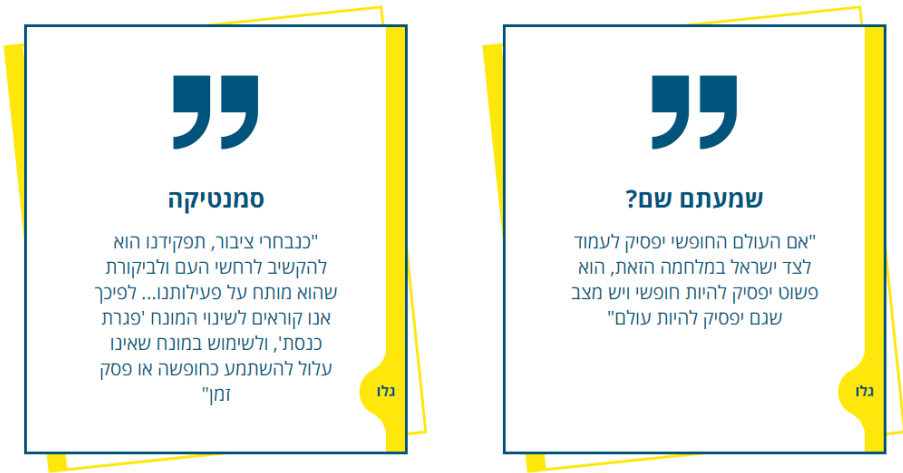 שמעתם שם?
"אם העולם החופשי יפסיק לעמוד
לצד ישראל במלחמה הזאת, הוא
פשוט יפסיק להיות חופשי ויש מצב
שגם יפסיק להיות עולם"
גלו
סמנטיקה
"כנבחרי ציבור, תפקידנו הוא
להקשיב לרחשי העם ולביקורת
שהוא מותח על פעילותנו... לפיכך
אנו קוראים לשינוי המונח 'פגרת
כנסת', ולשימוש במונח שאינו
עלול להשתמע כחופשה או פסק
זמן"
גלו